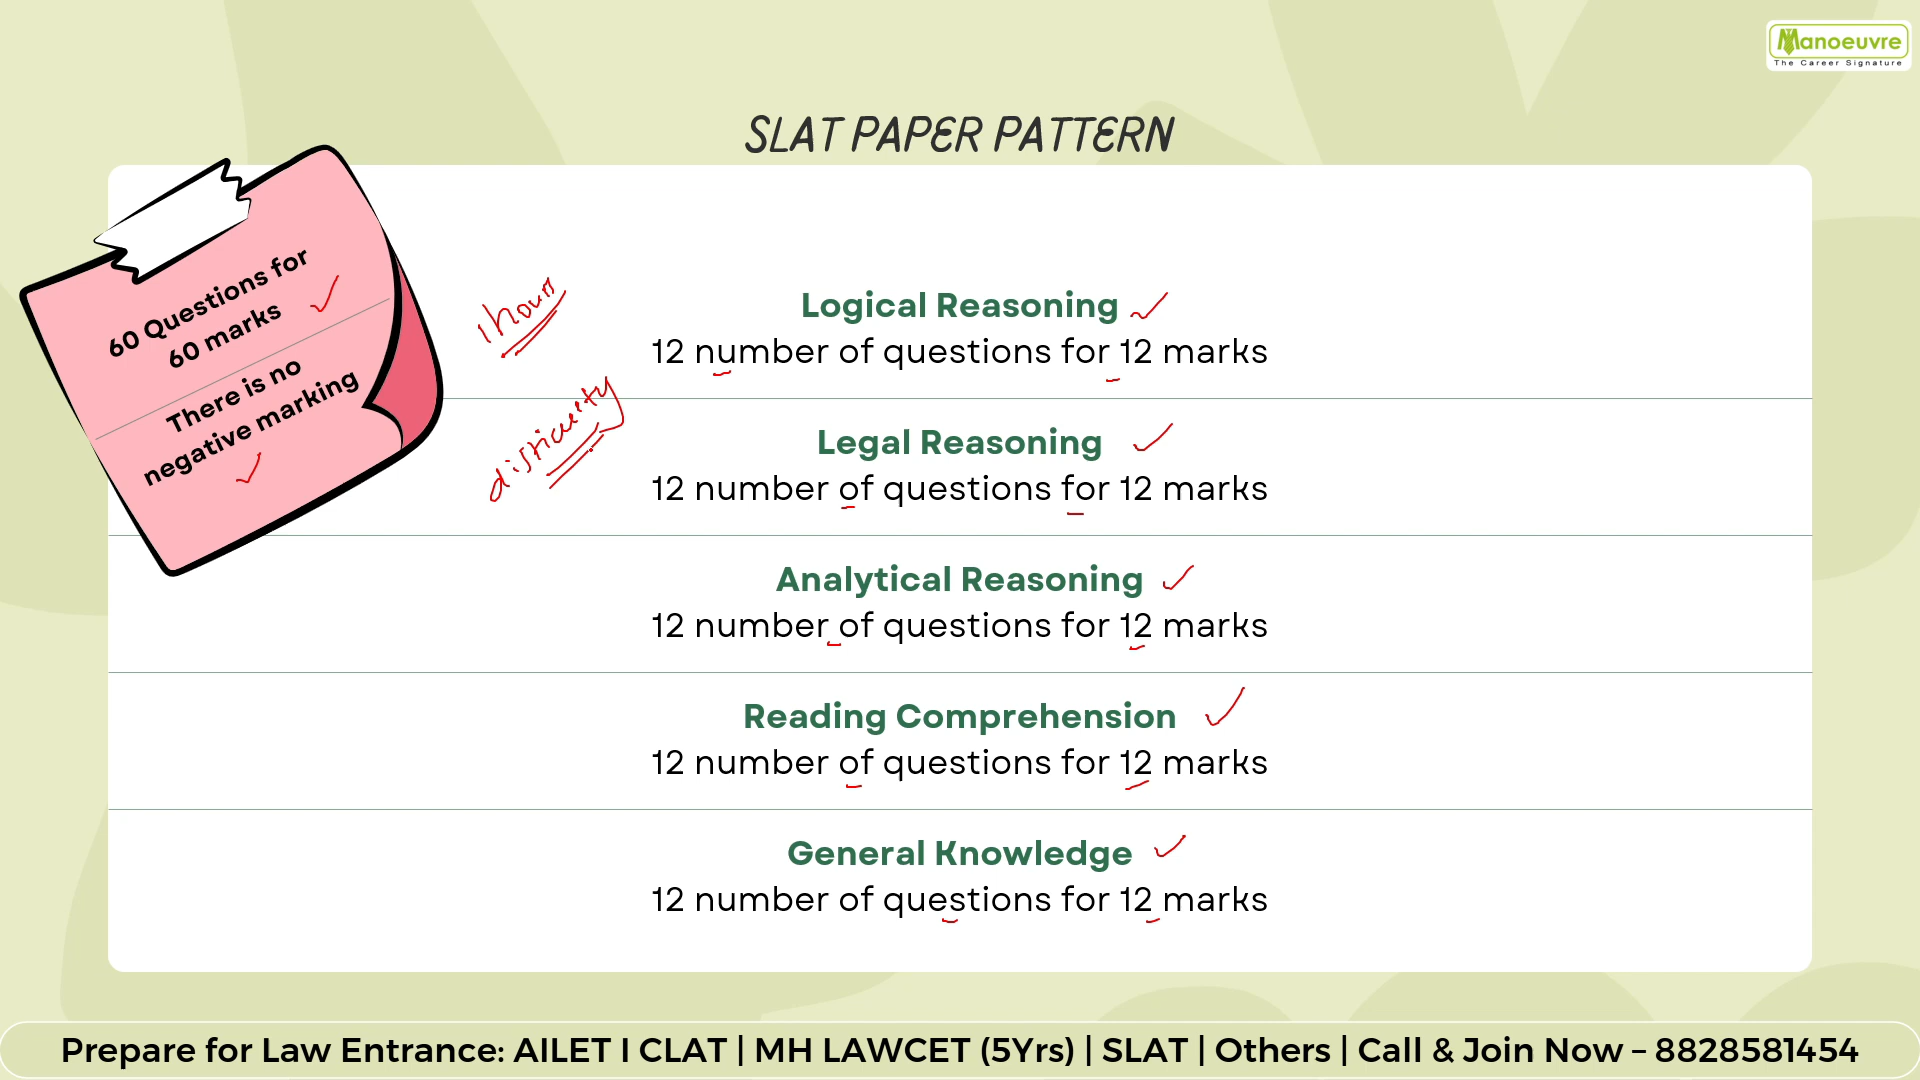 Manoeuvre
The Career Signature
SLAT PAPER PATTERN
60 Questions for
60 marks
There is no
negative marking
1 hour
Logical Reasoning
12 number of questions for 12 marks
Legal Reasoning
12 number of questions for 12 marks
Analytical Reasoning
12 number of questions for 12 marks
Reading Comprehension
12 number of questions for 12 marks
General Knowledge
12 number of questions for 12 marks
Prepare for Law Entrance: AILET I CLAT | MH LAWCET (5Yrs) | SLAT | Others | Call & Join Now – 8828581454